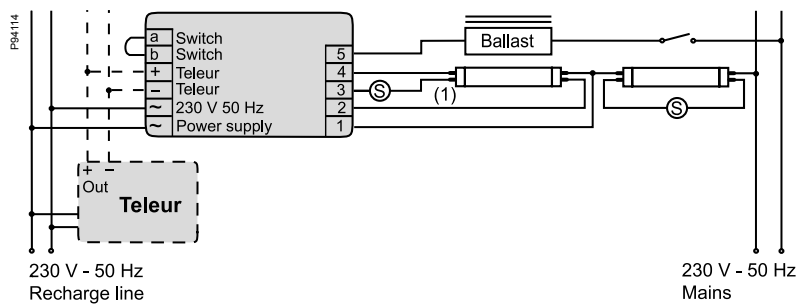 P94114
a Switch
b Switch
+ Teleur
− Teleur
~ 230 V 50 Hz
~ Power supply
5
4
3
2
1
Ballast
S
(1)
S
+ −
Out
Teleur
230 V - 50 Hz
Recharge line
230 V - 50 Hz
Mains